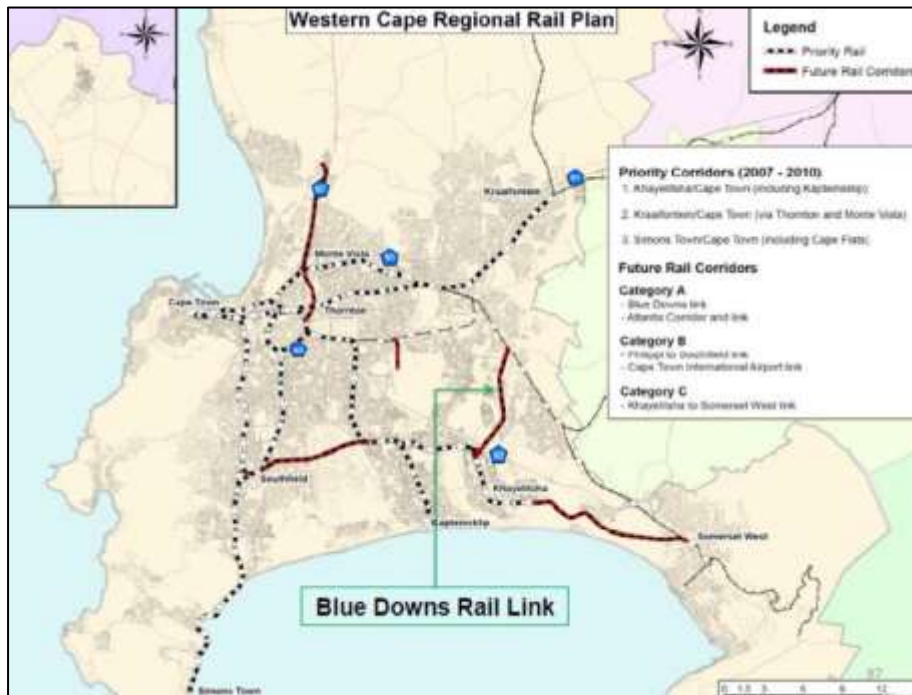 Western Cape Regional Rail Plan
Legend
Priority Rail
Future Rail Corridors
Priority Corridors (2007 - 2010)
1. Khayelitsha/Cape Town (including Kapteinsklip)
2. Kraaifontein/Cape Town (via Thornton and Monte Vista)
3. Simons Town/Cape Town (including Cape Flats)
Future Rail Corridors
Category A
- Blue Downs link
- Atlantis Corridor and link
Category B
- Philippi to Southfield link
- Cape Town International Airport link
Category C
- Khayelitsha to Somerset West link
Kraaifontein
Monte Vista
Cape Town
Thornton
Southfield
Khayelitsha
Kapteinsklip
Somerset West
Blue Downs Rail Link
Simons Town